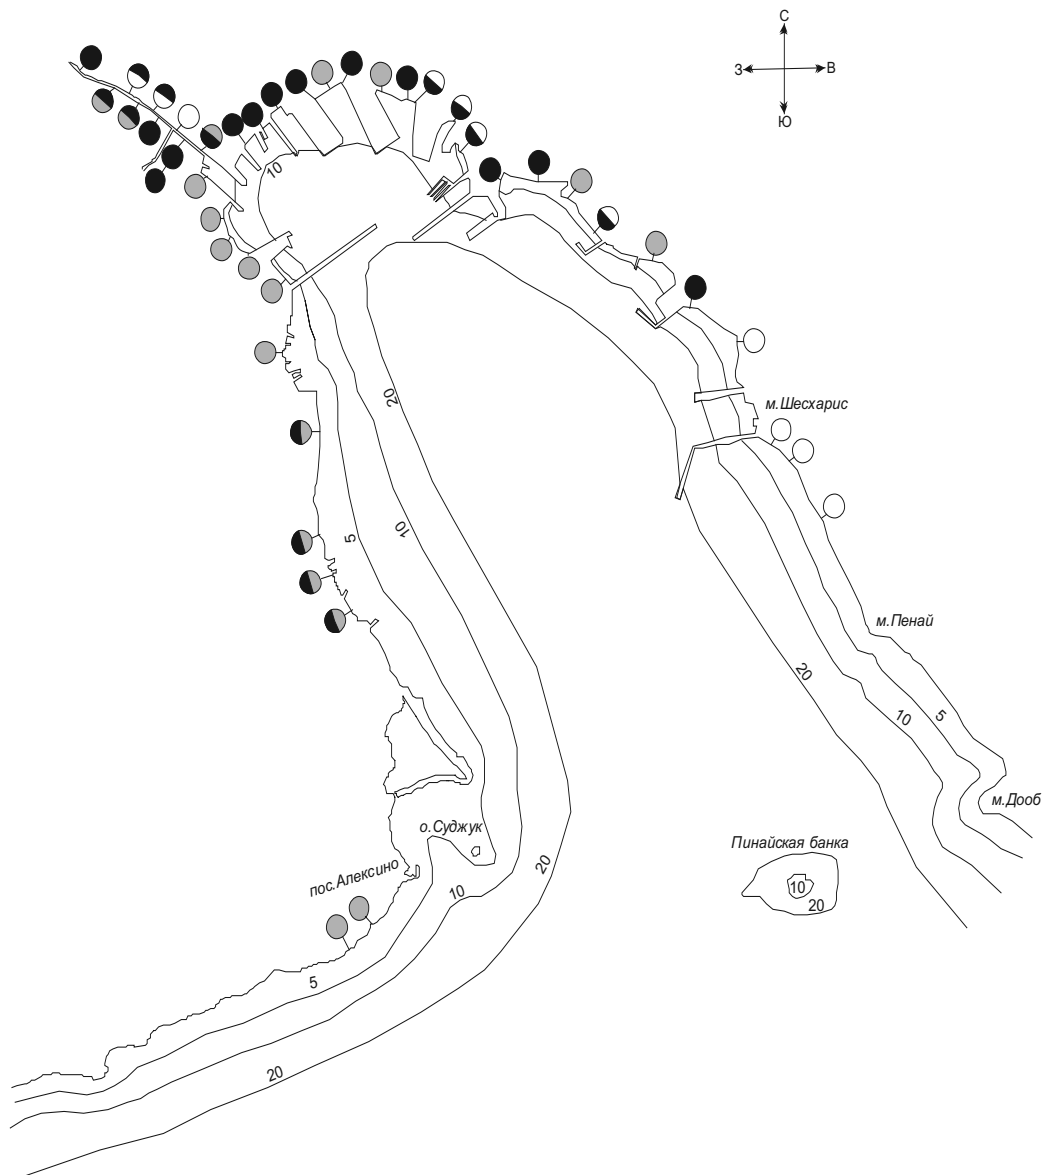 С
З
В
Ю
10
20
м.Шесхарис
10
5
м.Пенай
20
5
10
м.Дооб
о.Суджук
Пинайская банка
20
пос.Алексино
10
10
20
5
20